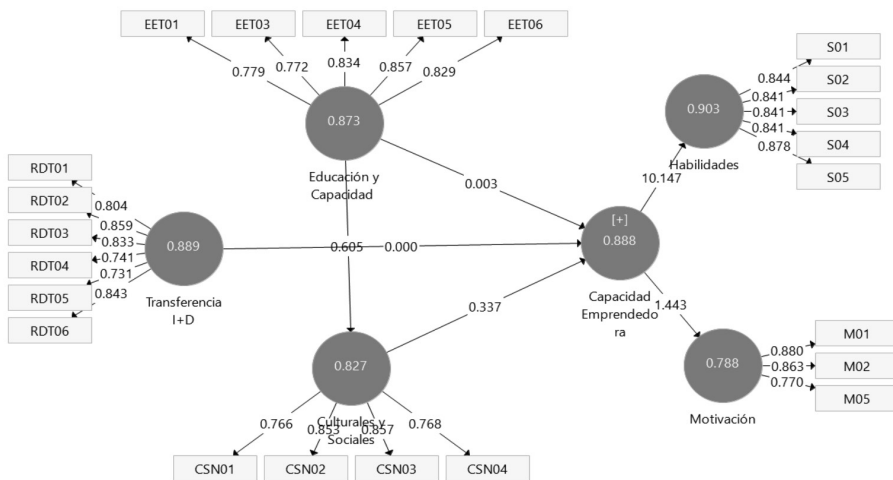 EET01 EET03 EET04 EET05 EET06
0.779 0.772 0.834 0.857 0.829
0.873
Educación y
Capacidad
S01
S02
S03
S04
S05
0.844
0.841
0.841
0.841
0.878
0.903
Habilidades
RDT01
RDT02
RDT03
RDT04
RDT05
RDT06
0.804
0.859
0.833
0.741
0.731
0.843
0.889
Transferencia
I+D
0.003
0.605
0.000
0.337
10.147
1.443
[+]
0.888
Capacidad
Emprendedo
ra
0.827
Culturales y
Sociales
0.766 0.853 0.857 0.768
CSN01 CSN02 CSN03 CSN04
0.788
Motivación
0.880
0.863
0.770
M01
M02
M05